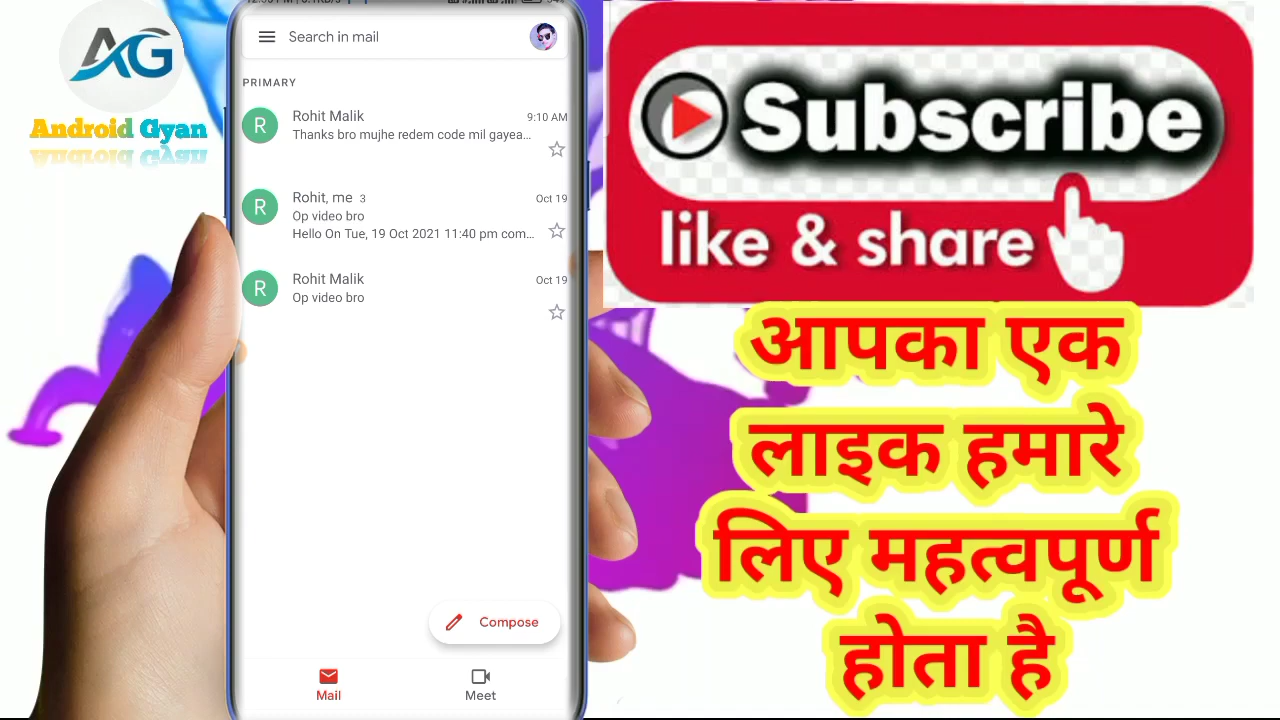 AG
Android Gyan
Search in mail
PRIMARY
Rohit Malik 9:10 AM
Thanks bro mujhe redem code mil gayea...
Rohit, me 3 Oct 19
Op video bro
Hello On Tue, 19 Oct 2021 11:40 pm com...
Rohit Malik Oct 19
Op video bro
R
R
R
Compose
Mail Meet
Subscribe
like & share
आपका एक
लाइक हमारे
लिए महत्वपूर्ण
होता है